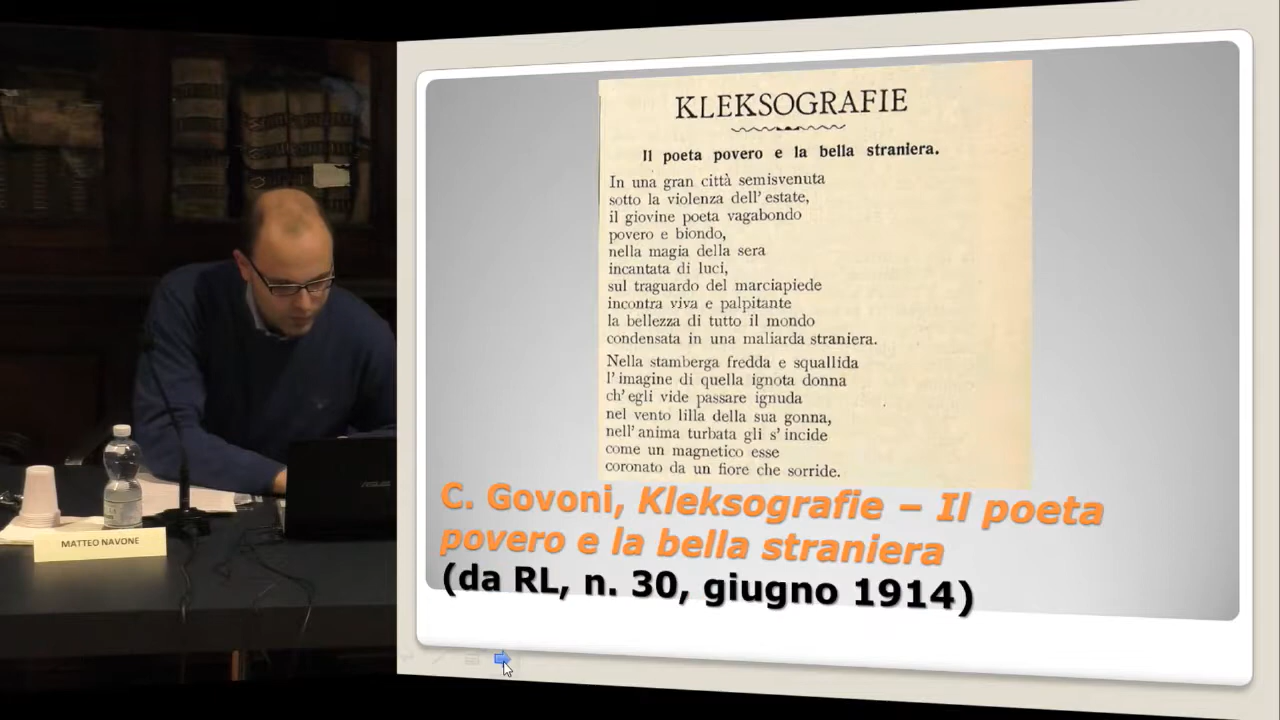 KLEKSOGRAFIE
Il poeta povero e la bella straniera.
In una gran città semisvenuta
sotto la violenza dell' estate,
il giovine poeta vagabondo
povero e biondo,
nella magia della sera
incantata di luci,
sul traguardo del marciapiede
incontra viva e palpitante
la bellezza di tutto il mondo
condensata in una maliarda straniera.
Nella stamberga fredda e squallida
l' imagine di quella ignota donna
ch' egli vide passare ignuda
nel vento lilla della sua gonna,
nell' anima turbata gli s' incide
come un magnetico esse
coronato da un fiore che sorride.
C. Govoni, Kleksografie – Il poeta
povero e la bella straniera
(da RL, n. 30, giugno 1914)
MATTEO NAVONE
ASUS